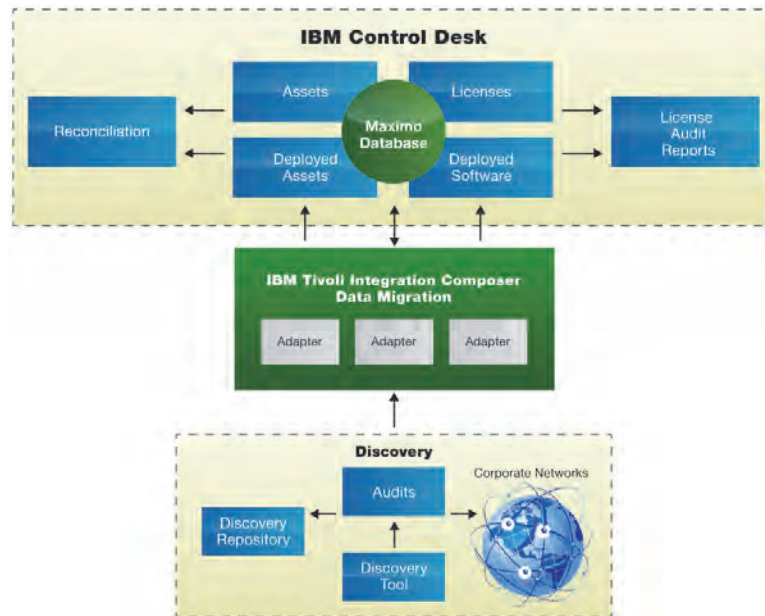 IBM Control Desk
Assets
Licenses
Reconciliation
Maximo
Database
License
Audit
Reports
Deployed
Assets
Deployed
Software
IBM Tivoli Integration Composer
Data Migration
Adapter
Adapter
Adapter
Discovery
Corporate Networks
Audits
Discovery
Repository
Discovery
Tool